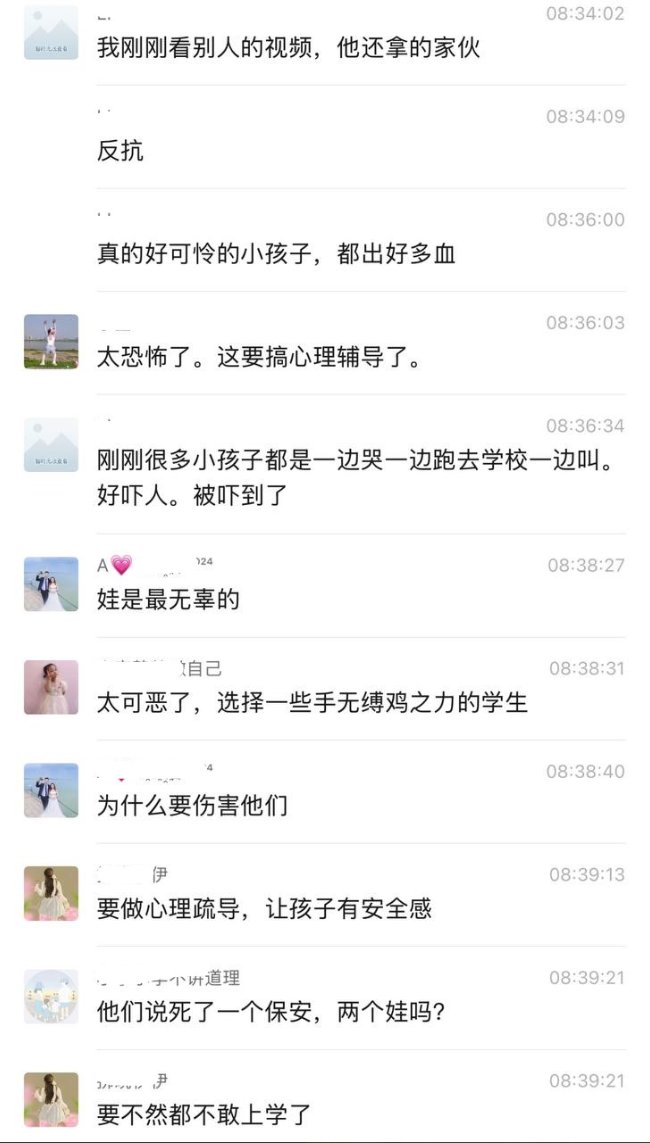 08:34:02
我刚刚看别人的视频，他还拿的家伙
08:34:09
反抗
08:36:00
真的好可怜的小孩子，都出好多血
08:36:03
太恐怖了。这要搞心理辅导了。
08:36:34
刚刚很多小孩子都是一边哭一边跑去学校一边叫。
好吓人。被吓到了
A💗 024
08:38:27
娃是最无辜的
自己
08:38:31
太可恶了，选择一些手无缚鸡之力的学生
08:38:40
为什么要伤害他们
伊
08:39:13
要做心理疏导，让孩子有安全感
不讲道理
08:39:21
他们说死了一个保安，两个娃吗?
伊
08:39:21
要不然都不敢上学了